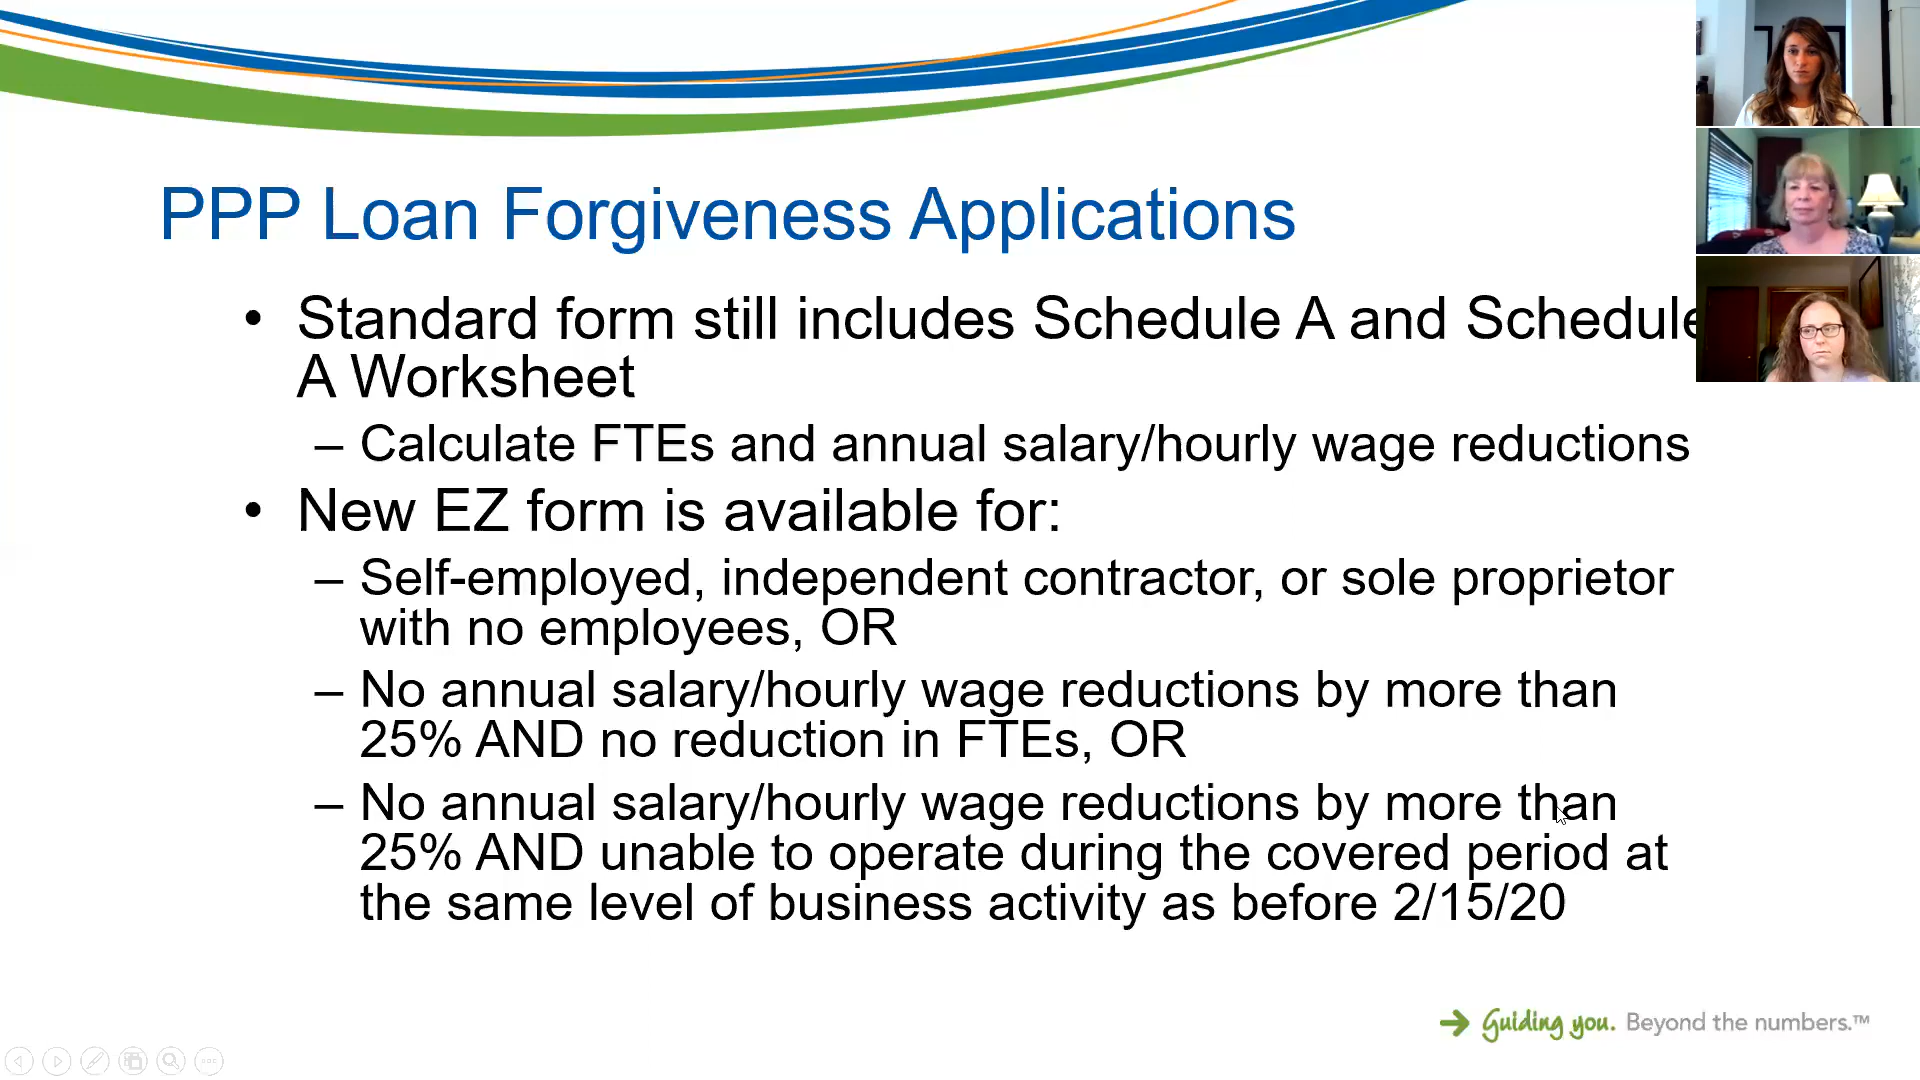 PPP Loan Forgiveness Applications
• Standard form still includes Schedule A and Schedule
A Worksheet
– Calculate FTEs and annual salary/hourly wage reductions
• New EZ form is available for:
– Self-employed, independent contractor, or sole proprietor
with no employees, OR
– No annual salary/hourly wage reductions by more than
25% AND no reduction in FTEs, OR
– No annual salary/hourly wage reductions by more than
25% AND unable to operate during the covered period at
the same level of business activity as before 2/15/20
Guiding you. Beyond the numbers.™